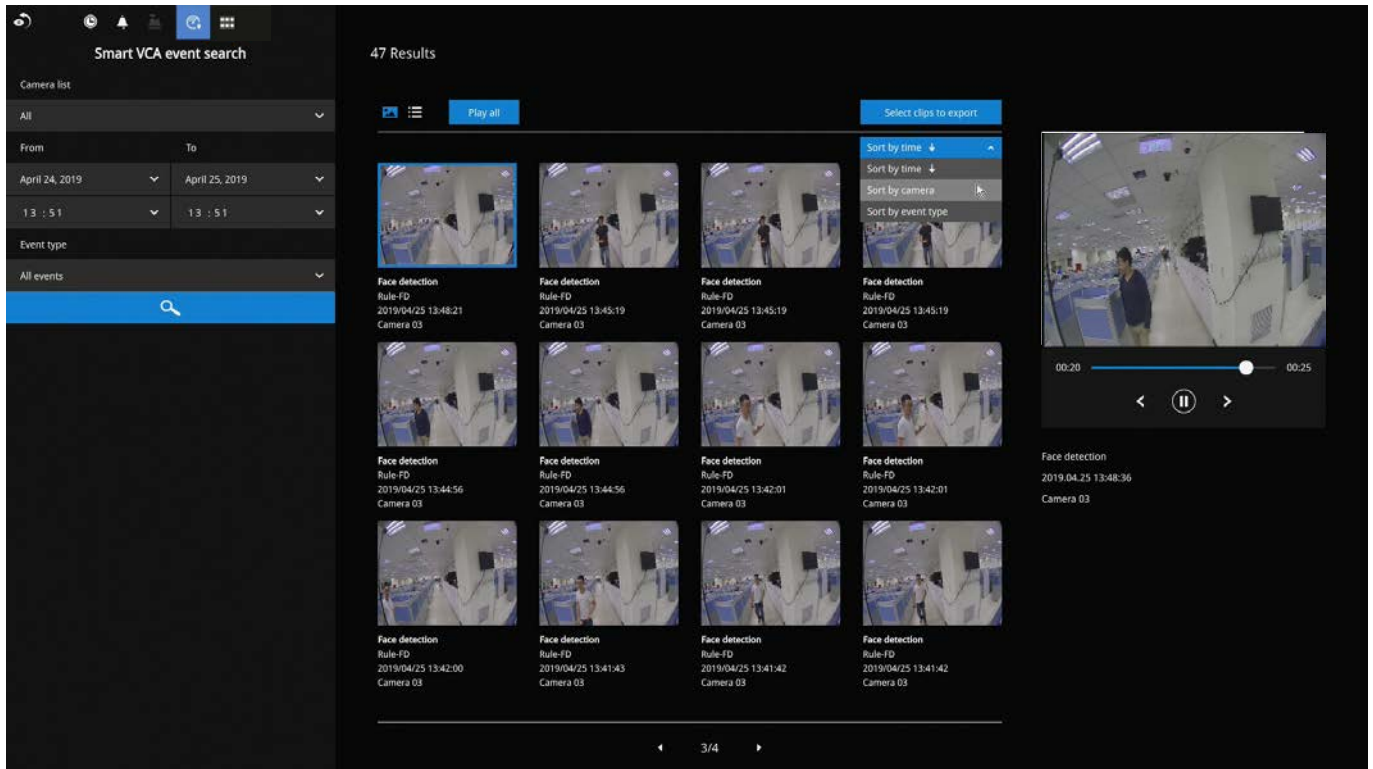 Smart VCA event search
Camera list
All
From To
April 24, 2019 April 25, 2019
13 : 51 13 : 51
Event type
All events
47 Results
Play all
Select clips to export
Sort by time
Sort by time
Sort by camera
Sort by event type
Face detection Face detection Face detection Face detection
Rule-FD Rule-FD Rule-FD Rule-FD
2019/04/25 13:48:21 2019/04/25 13:45:19 2019/04/25 13:45:19 2019/04/25 13:45:19
Camera 03 Camera 03 Camera 03 Camera 03
Face detection Face detection Face detection Face detection
Rule-FD Rule-FD Rule-FD Rule-FD
2019/04/25 13:44:56 2019/04/25 13:44:56 2019/04/25 13:42:01 2019/04/25 13:42:01
Camera 03 Camera 03 Camera 03 Camera 03
Face detection Face detection Face detection Face detection
Rule-FD Rule-FD Rule-FD Rule-FD
2019/04/25 13:42:00 2019/04/25 13:41:43 2019/04/25 13:41:42 2019/04/25 13:41:42
Camera 03 Camera 03 Camera 03 Camera 03
3/4
00:20 00:25
Face detection
2019.04.25 13:48:36
Camera 03